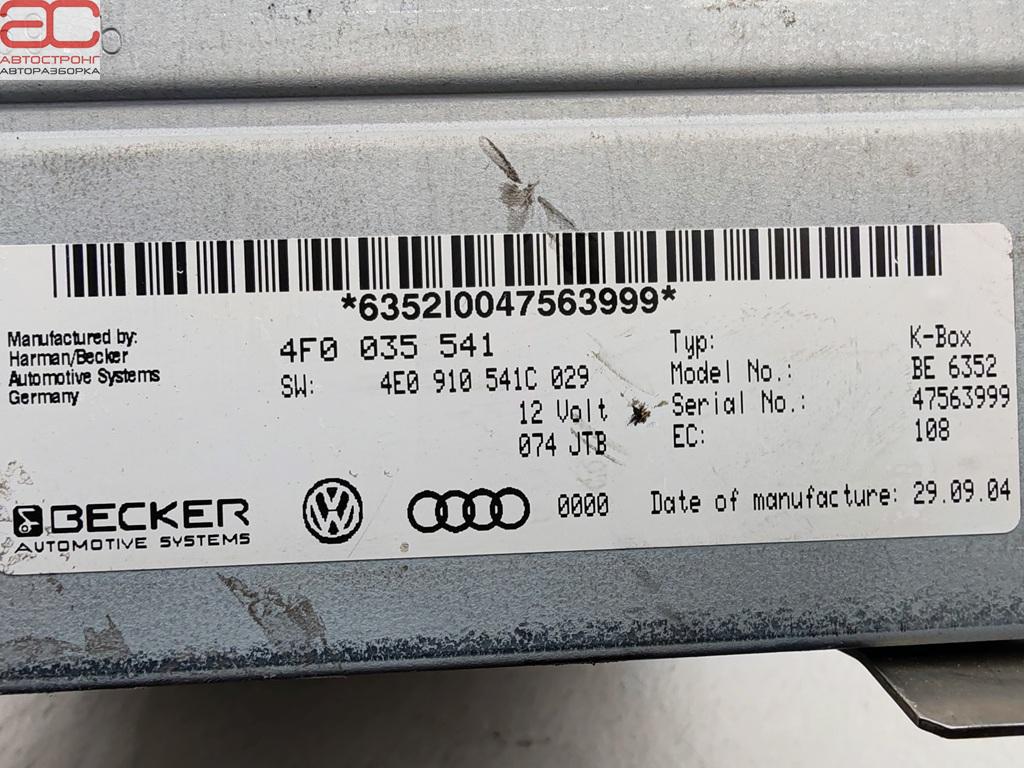 AC
АВТОСТРОНГ
АВТОРАЗБОРКА
*6352I0047563999*
Manufactured by:
Harman/Becker
Automotive Systems
Germany
4F0 035 541
SW: 4E0 910 541C 029
12 Volt
074 JTB
Typ: K-Box
Model No.: BE 6352
Serial No.: 47563999
EC: 108
BECKER
AUTOMOTIVE SYSTEMS
0000
Date of manufacture: 29.09.04